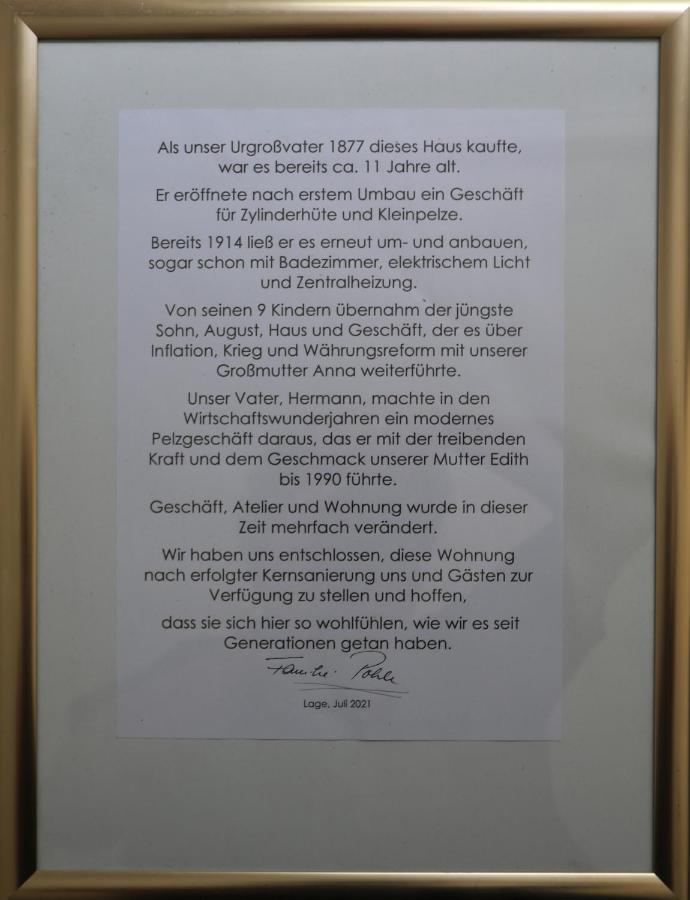 Als unser Urgroßvater 1877 dieses Haus kaufte,
war es bereits ca. 11 Jahre alt.
Er eröffnete nach erstem Umbau ein Geschäft
für Zylinderhüte und Kleinpelze.
Bereits 1914 ließ er es erneut um- und anbauen,
sogar schon mit Badezimmer, elektrischem Licht
und Zentralheizung.
Von seinen 9 Kindern übernahm der jüngste
Sohn, August, Haus und Geschäft, der es über
Inflation, Krieg und Währungsreform mit unserer
Großmutter Anna weiterführte.
Unser Vater, Hermann, machte in den
Wirtschaftswunderjahren ein modernes
Pelzgeschäft daraus, das er mit der treibenden
Kraft und dem Geschmack unserer Mutter Edith
bis 1990 führte.
Geschäft, Atelier und Wohnung wurde in dieser
Zeit mehrfach verändert.
Wir haben uns entschlossen, diese Wohnung
nach erfolgter Kernsanierung uns und Gästen zur
Verfügung zu stellen und hoffen,
dass sie sich hier so wohlfühlen, wie wir es seit
Generationen getan haben.
Familie Pohle
Lage, Juli 2021